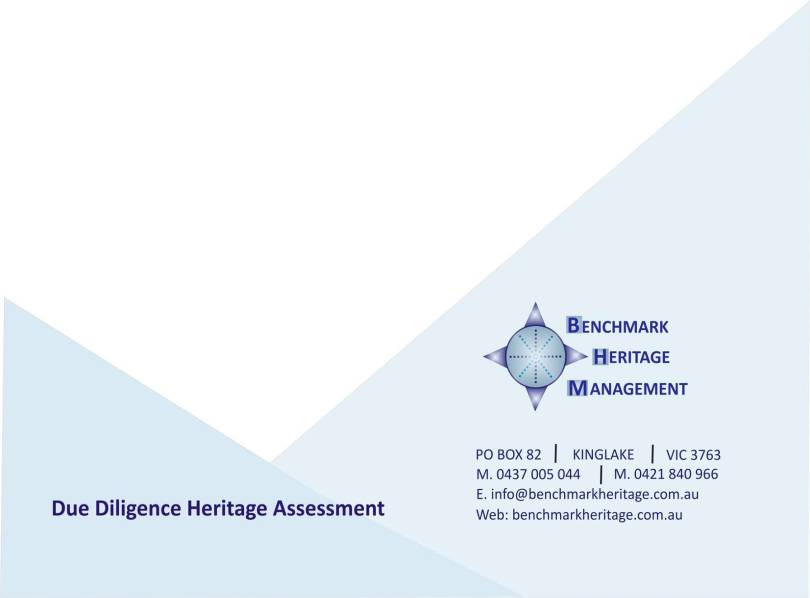 BENCHMARK
HERITAGE
MANAGEMENT
PO BOX 82 | KINGLAKE | VIC 3763
M. 0437 005 044 | M. 0421 840 966
E. info@benchmarkheritage.com.au
Web: benchmarkheritage.com.au
Due Diligence Heritage Assessment